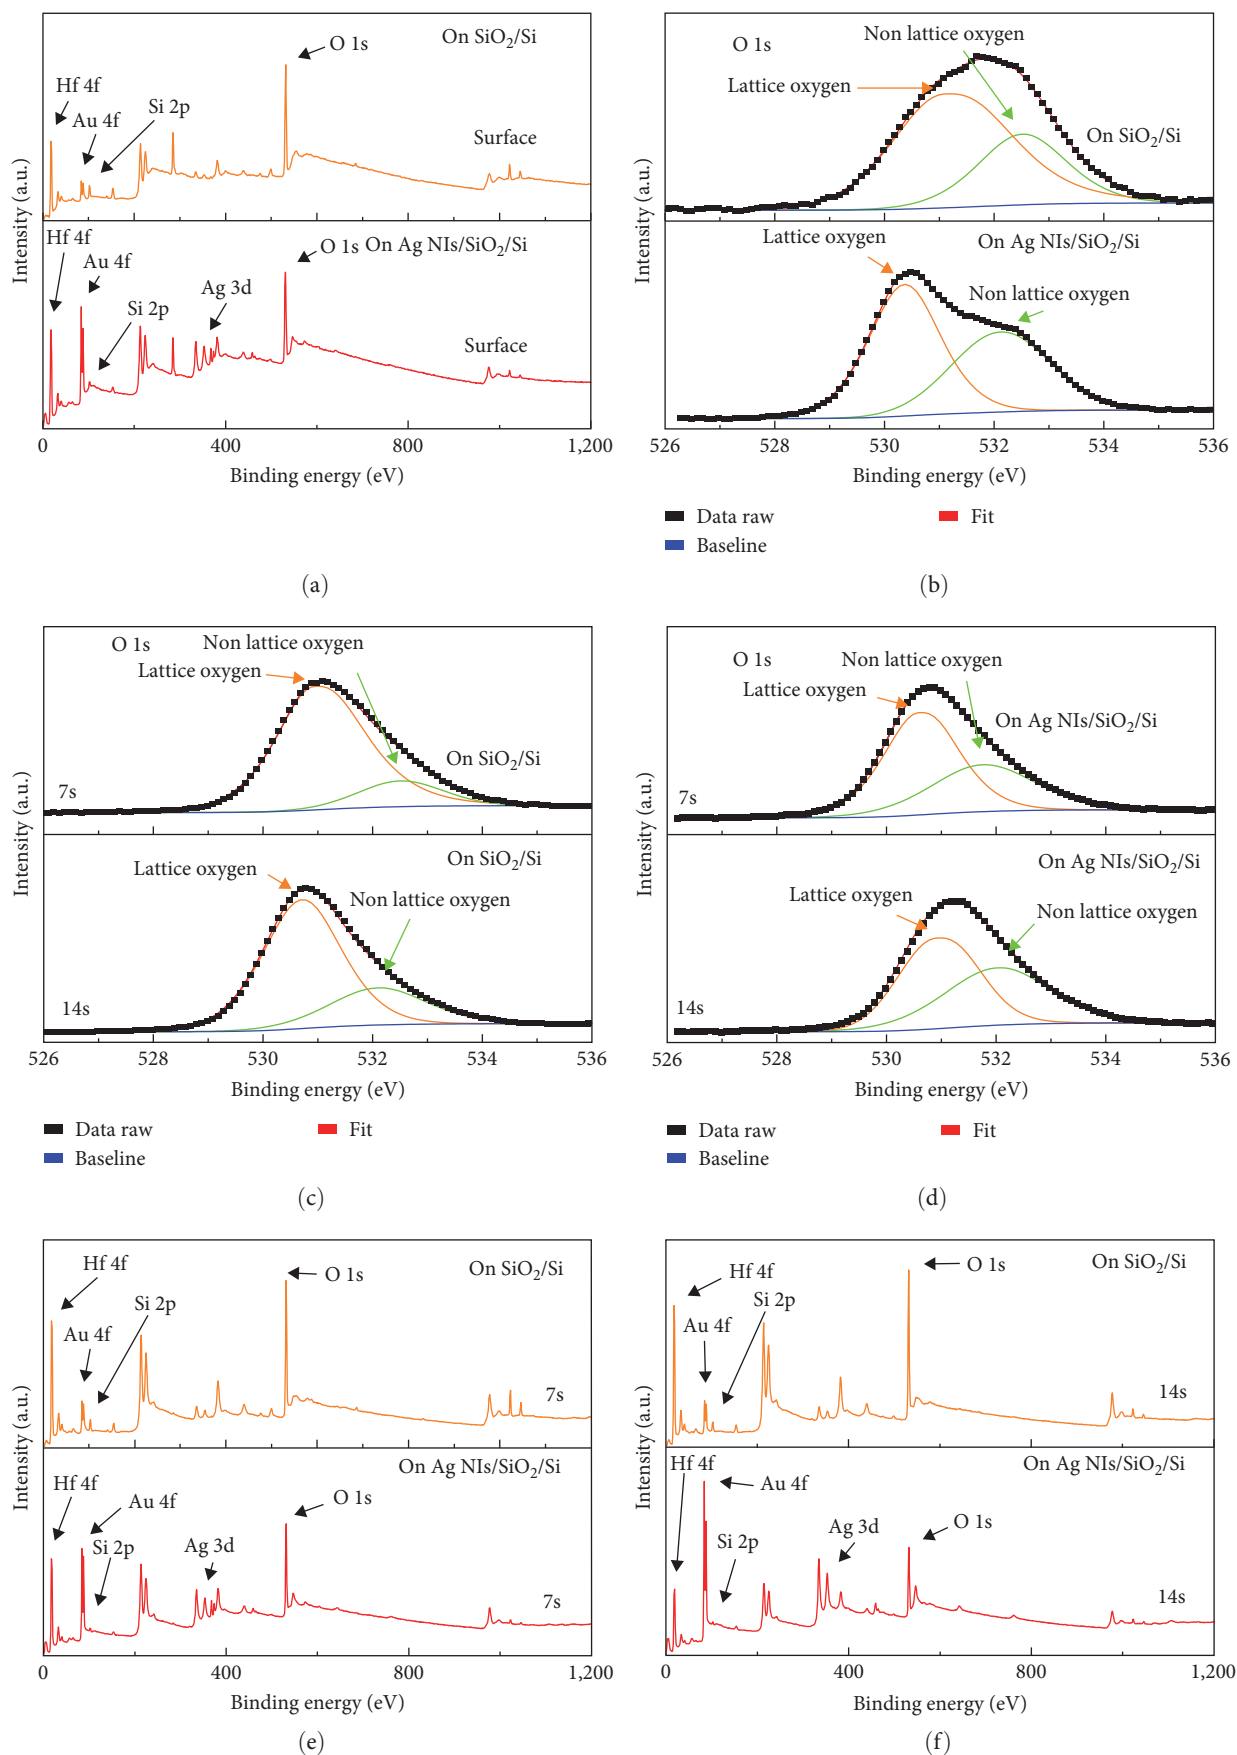 On SiO2/Si
O 1s
Hf 4f
Si 2p
Au 4f
Surface
Hf 4f
O 1s On Ag NIs/SiO2/Si
Au 4f
Ag 3d
Si 2p
Surface
Intensity (a.u.)
0 400 800 1,200
Binding energy (eV)
(a)
O 1s
Non lattice oxygen
Lattice oxygen
On SiO2/Si
Lattice oxygen
On Ag NIs/SiO2/Si
Non lattice oxygen
Intensity (a.u.)
526 528 530 532 534 536
Binding energy (eV)
Data raw
Fit
Baseline
(b)
O 1s
Non lattice oxygen
Lattice oxygen
On SiO2/Si
7s
On SiO2/Si
Lattice oxygen
Non lattice oxygen
14s
Intensity (a.u.)
526 528 530 532 534 536
Binding energy (eV)
Data raw
Fit
Baseline
(c)
O 1s
Non lattice oxygen
Lattice oxygen
On Ag NIs/SiO2/Si
7s
On Ag NIs/SiO2/Si
Lattice oxygen
Non lattice oxygen
14s
Intensity (a.u.)
526 528 530 532 534 536
Binding energy (eV)
Data raw
Fit
Baseline
(d)
Hf 4f
On SiO2/Si
O 1s
Si 2p
Au 4f
7s
On Ag NIs/SiO2/Si
Hf 4f
Au 4f
O 1s
Si 2p
Ag 3d
7s
Intensity (a.u.)
0 400 800 1,200
Binding energy (eV)
(e)
On SiO2/Si
O 1s
Hf 4f
Si 2p
Au 4f
14s
Hf 4f
On Ag NIs/SiO2/Si
Au 4f
Ag 3d
O 1s
Si 2p
14s
Intensity (a.u.)
0 400 800 1,200
Binding energy (eV)
(f)